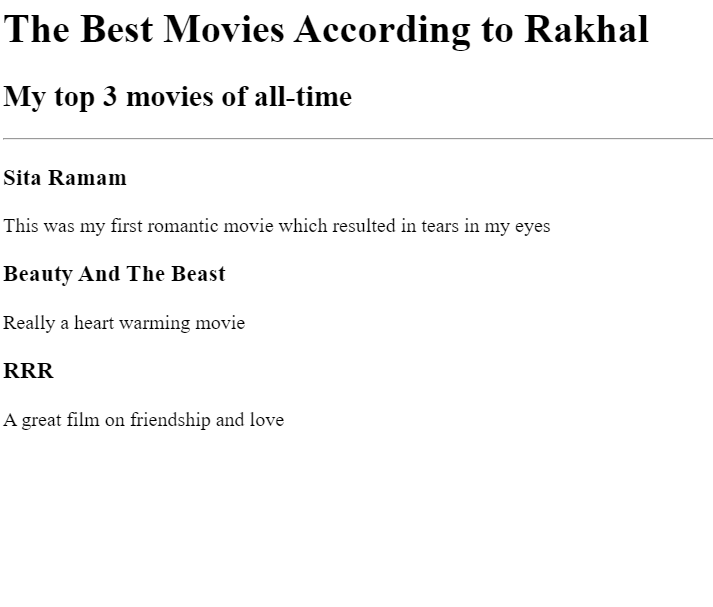 The Best Movies According to Rakhal
My top 3 movies of all-time
Sita Ramam
This was my first romantic movie which resulted in tears in my eyes
Beauty And The Beast
Really a heart warming movie
RRR
A great film on friendship and love